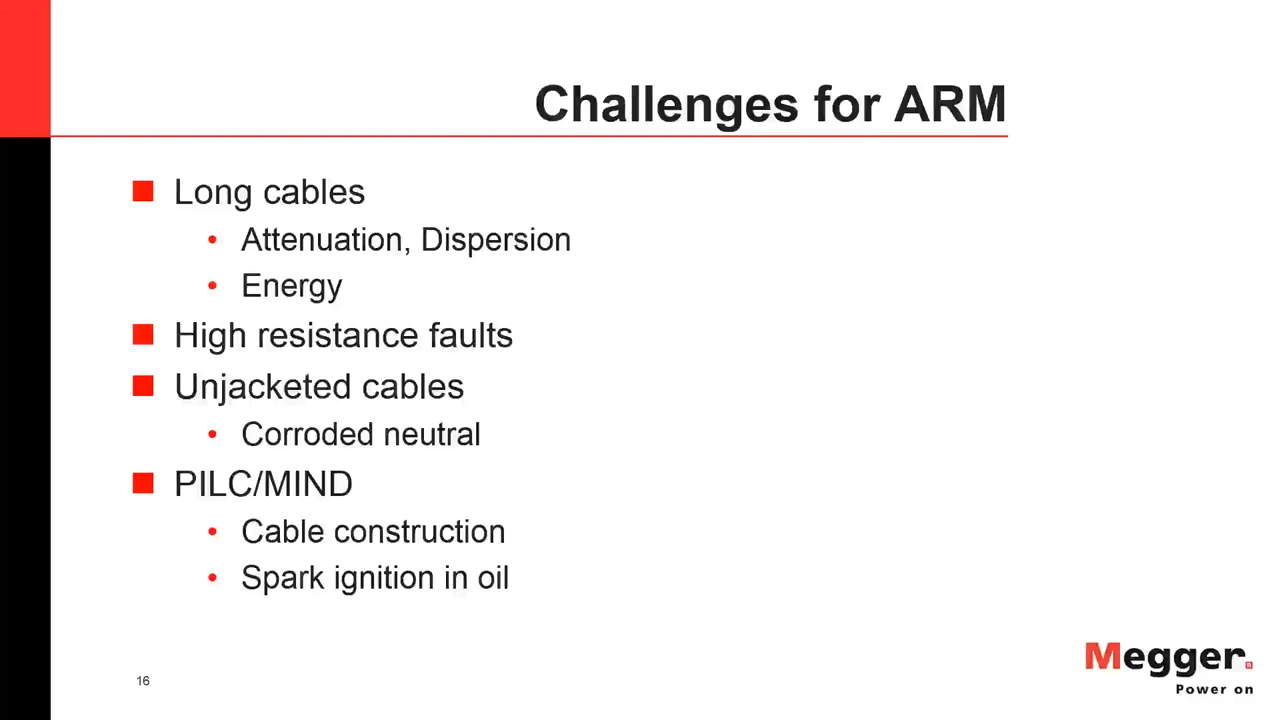 Challenges for ARM
Long cables
• Attenuation, Dispersion
• Energy
High resistance faults
Unjacketed cables
• Corroded neutral
PILC/MIND
• Cable construction
• Spark ignition in oil
16
Megger®
Power on